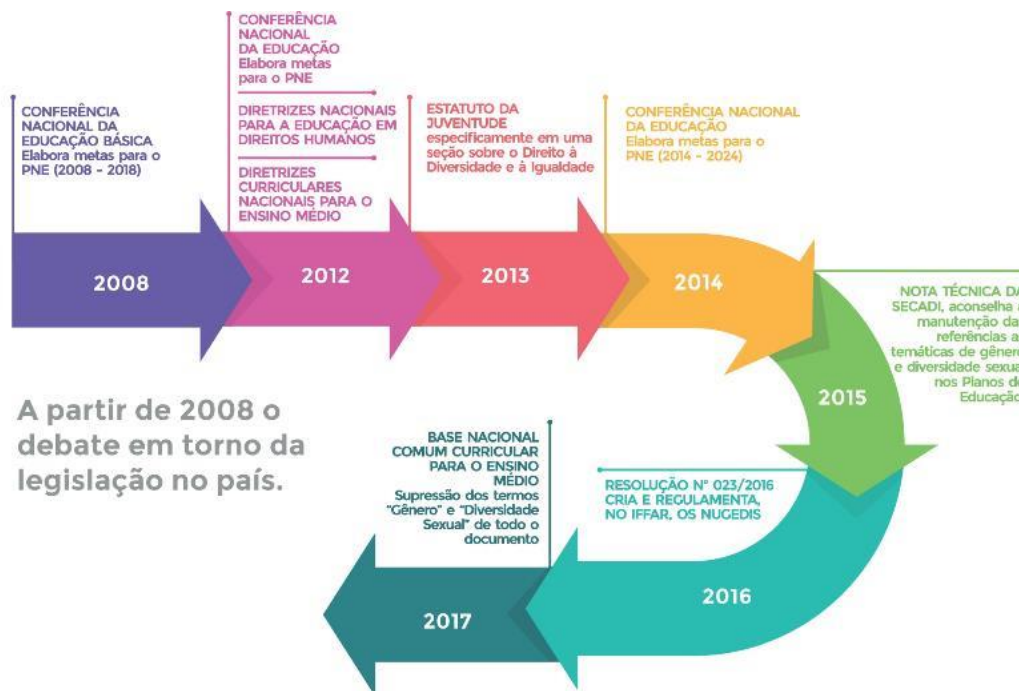 CONFERÊNCIA
NACIONAL DA
EDUCAÇÃO BÁSICA
Elabora metas para o
PNE (2008 - 2018)
2008
CONFERÊNCIA
NACIONAL
DA EDUCAÇÃO
Elabora metas
para o PNE
DIRETRIZES NACIONAIS
PARA A EDUCAÇÃO EM
DIREITOS HUMANOS
DIRETRIZES
CURRICULARES
NACIONAIS PARA O
ENSINO MÉDIO
2012
ESTATUTO DA
JUVENTUDE
especificamente em uma
seção sobre o Direito à
Diversidade e à Igualdade
2013
CONFERÊNCIA NACIONAL
DA EDUCAÇÃO
Elabora metas para o
PNE (2014 - 2024)
2014
NOTA TÉCNICA DA
SECADI, aconselha
manutenção da
referências a
temáticas de gênero
e diversidade sexua
nos Planos de
Educação
2015
RESOLUÇÃO N° 023/2016
CRIA E REGULAMENTA,
NO IFFAR, OS NUGEDIS
2016
BASE NACIONAL
COMUM CURRICULAR
PARA O ENSINO
MÉDIO
Supressão dos termos
"Gênero" e "Diversidade
Sexual" de todo o
documento
2017
A partir de 2008 o
debate em torno da
legislação no país.